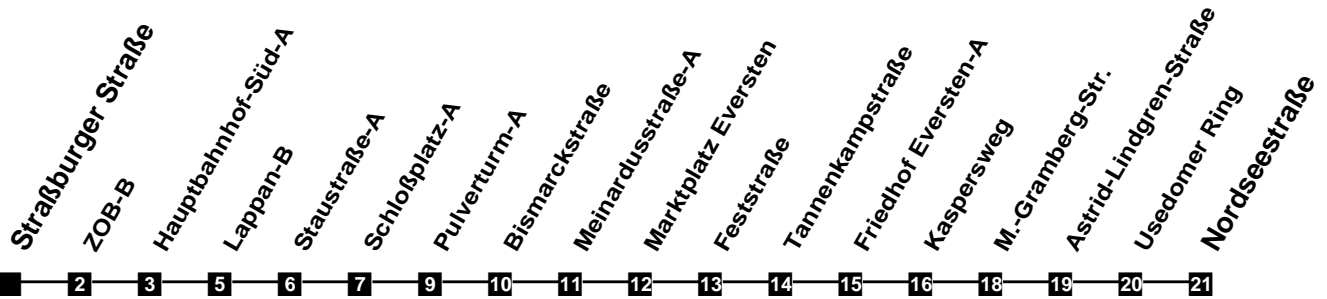 Straßburger Straße
ZOB-B
Hauptbahnhof-Süd-A
Lappan-B
Staustraße-A
Schloßplatz-A
Pulverturm-A
Bismarckstraße
Meinardusstraße-A
Marktplatz Eversten
Feststraße
Tannenkampstraße
Friedhof Eversten-A
Kaspersweg
M.-Gramberg-Str.
Astrid-Lindgren-Straße
Usedomer Ring
Nordseestraße
2 3 5 6 7 9 10 11 12 13 14 15 16 18 19 20 21